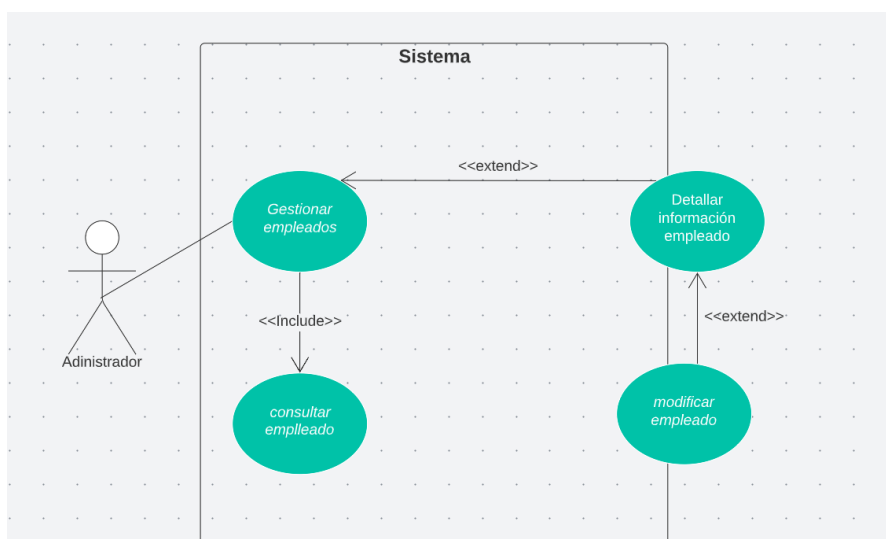 Sistema
<<extend>>
Gestionar
empleados
Detallar
información
empleado
<<Include>>
<<extend>>
Adinistrador
consultar
emplleado
modificar
empleado